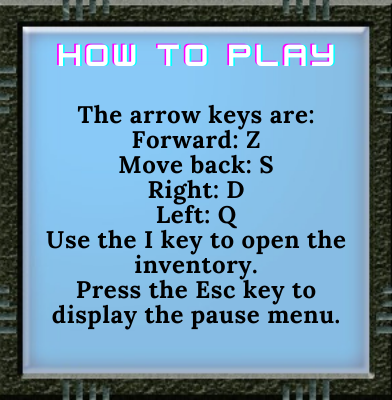 HOW TO PLAY
The arrow keys are:
Forward: Z
Move back: S
Right: D
Left: Q
Use the I key to open the
inventory.
Press the Esc key to
display the pause menu.